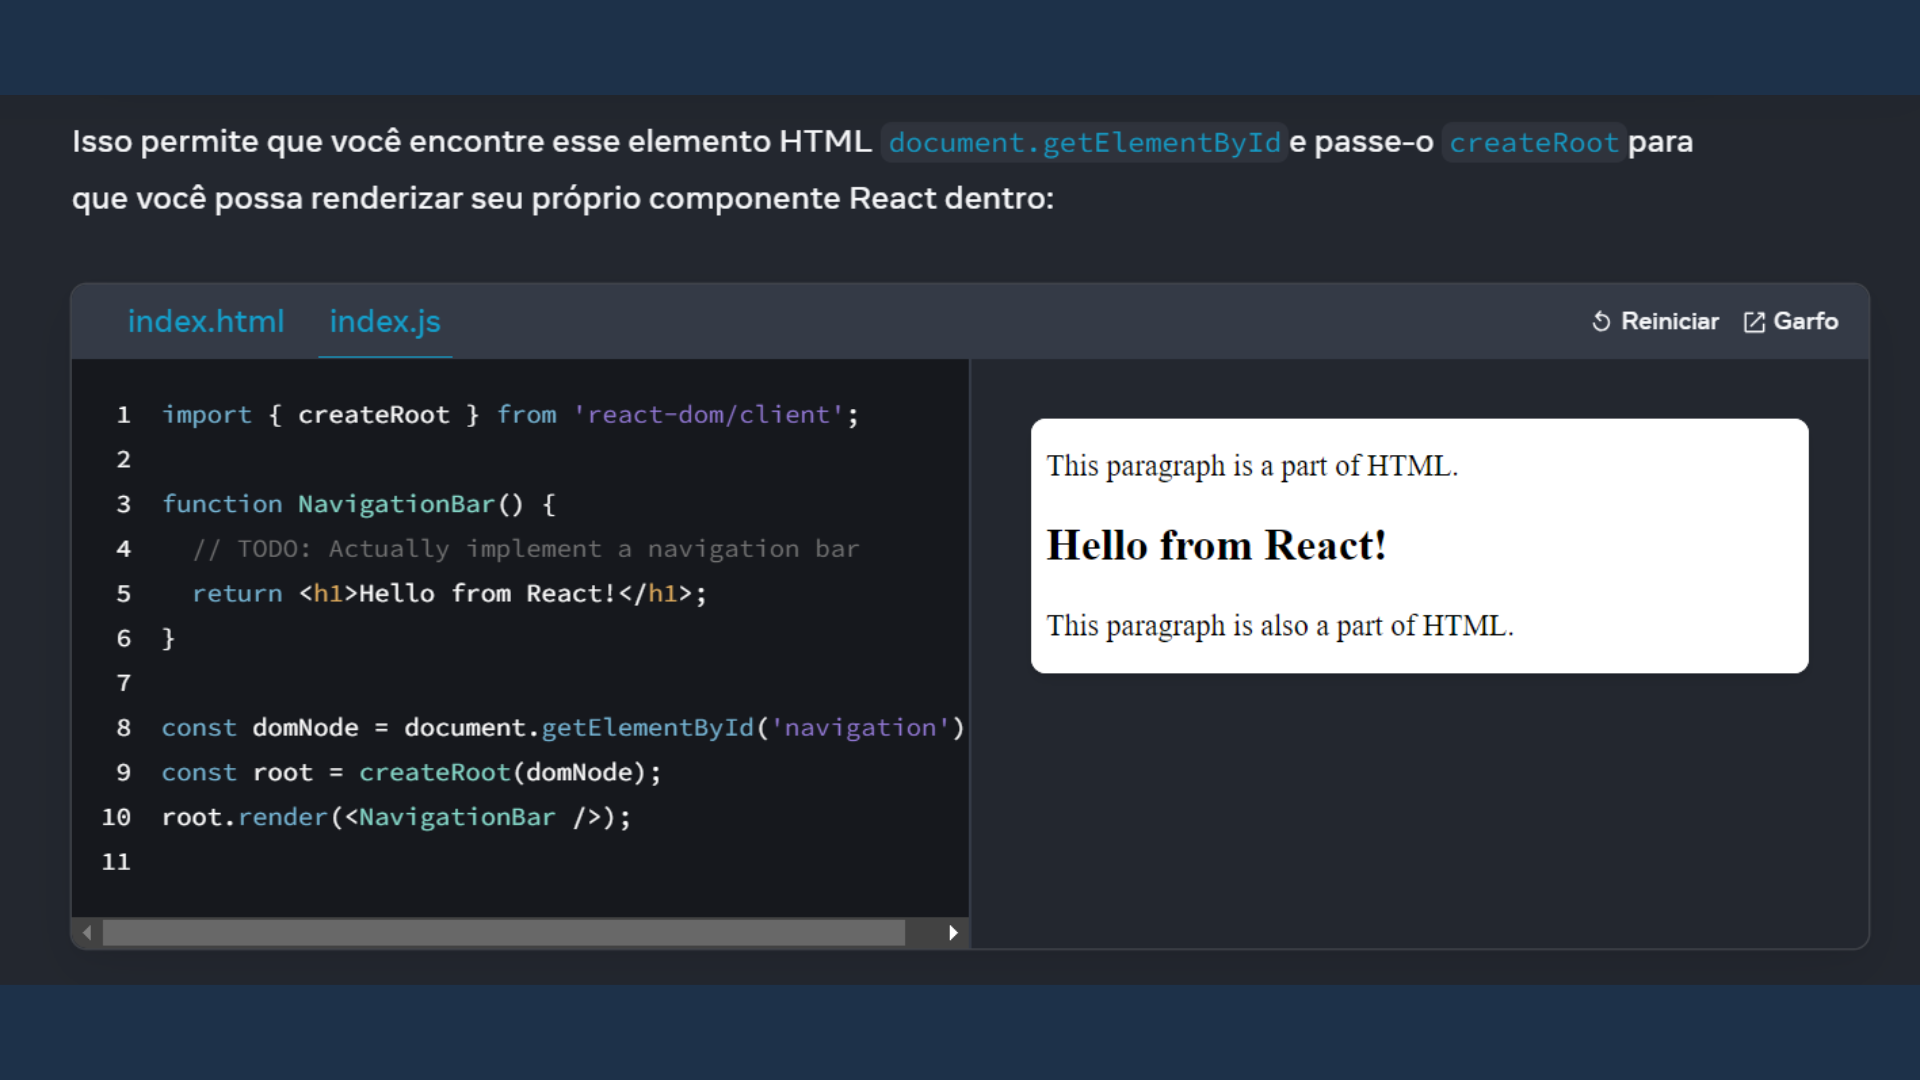 Isso permite que você encontre esse elemento HTML document.getElementById e passe-o createRoot para
que você possa renderizar seu próprio componente React dentro:
index.html index.js Reiniciar Garfo
1 import { createRoot } from 'react-dom/client';
2
3 function NavigationBar() {
4 // TODO: Actually implement a navigation bar
5 return <h1>Hello from React!</h1>;
6 }
7
8 const domNode = document.getElementById('navigation')
9 const root = createRoot(domNode);
10 root.render(<NavigationBar />);
11
This paragraph is a part of HTML.
Hello from React!
This paragraph is also a part of HTML.